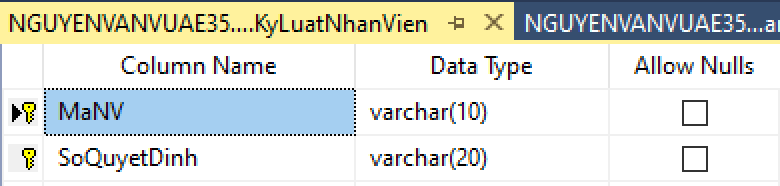 NGUYENVANVUAE35....KyLuatNhanVien NGUYENVANVUAE35...
Column Name Data Type Allow Nulls
MaNV varchar(10)
SoQuyetDinh varchar(20)